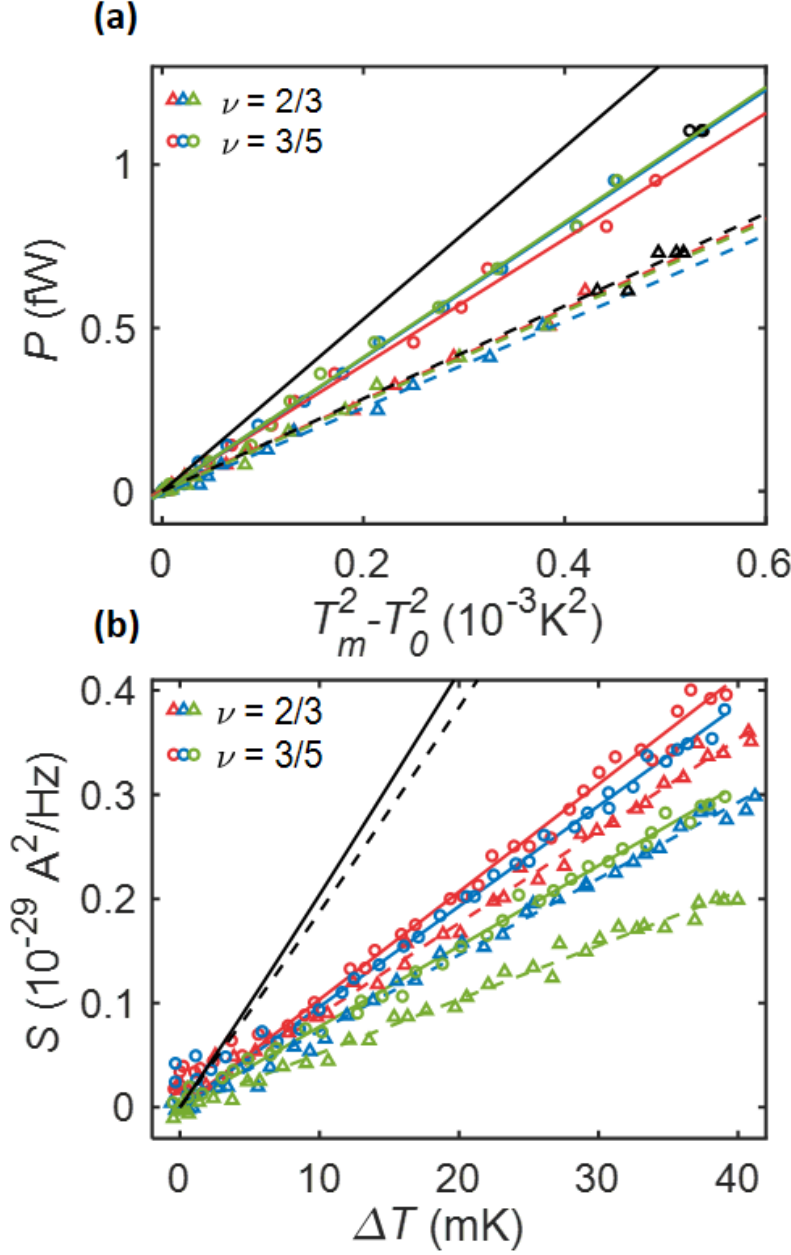 (a)
ν = 2/3
ν = 3/5
1
0.5
0
P (fW)
0 0.2 0.4 0.6
T_m^2-T_0^2 (10^-3K^2)
(b)
ν = 2/3
ν = 3/5
0.4
0.3
0.2
0.1
0
S (10^-29 A^2/Hz)
0 10 20 30 40
ΔT (mK)